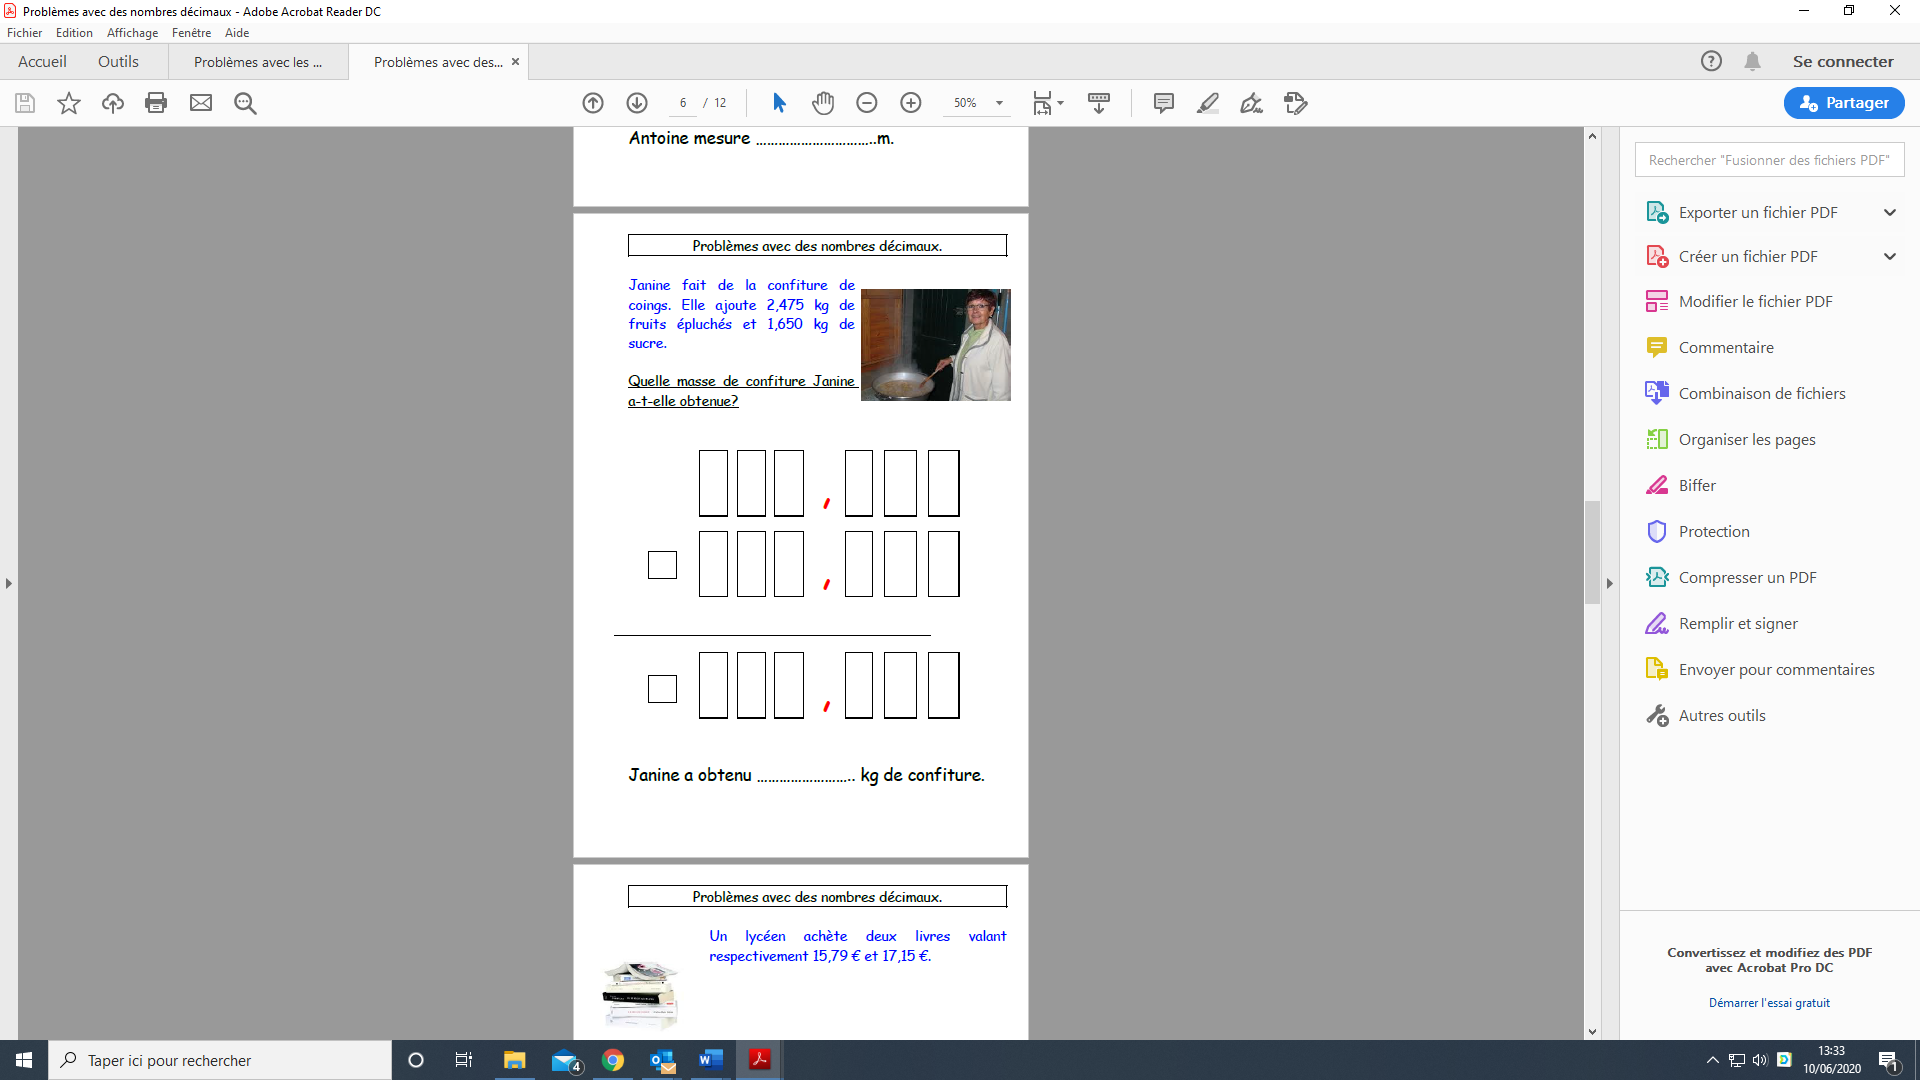 Problèmes avec des nombres décimaux - Adobe Acrobat Reader DC
Fichier Edition Affichage Fenêtre Aide
Accueil Outils Problèmes avec les ... Problèmes avec des... ×
Se connecter
6 / 12
50%
Partager
Antoine mesure …………………………..m.
Problèmes avec des nombres décimaux.
Janine fait de la confiture de
coings. Elle ajoute 2,475 kg de
fruits épluchés et 1,650 kg de
sucre.
Quelle masse de confiture Janine
a-t-elle obtenue?
,
,
,
Janine a obtenu …………………….. kg de confiture.
Problèmes avec des nombres décimaux.
Un lycéen achète deux livres valant
respectivement 15,79 € et 17,15 €.
Rechercher "Fusionner des fichiers PDF"
Exporter un fichier PDF
Créer un fichier PDF
Modifier le fichier PDF
Commentaire
Combinaison de fichiers
Organiser les pages
Biffer
Protection
Compresser un PDF
Remplir et signer
Envoyer pour commentaires
Autres outils
Convertissez et modifiez des PDF
avec Acrobat Pro DC
Démarrer l'essai gratuit
Taper ici pour rechercher
4
13:33
10/06/2020
1